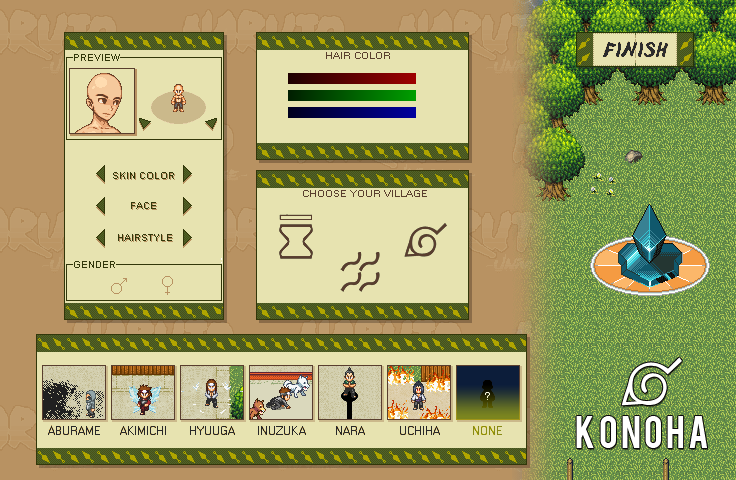 PREVIEW
SKIN COLOR
FACE
HAIRSTYLE
GENDER
HAIR COLOR
CHOOSE YOUR VILLAGE
FINISH
ABURAME
AKIMICHI
HYUUGA
INUZUKA
NARA
UCHIHA
?
NONE
KONOHA